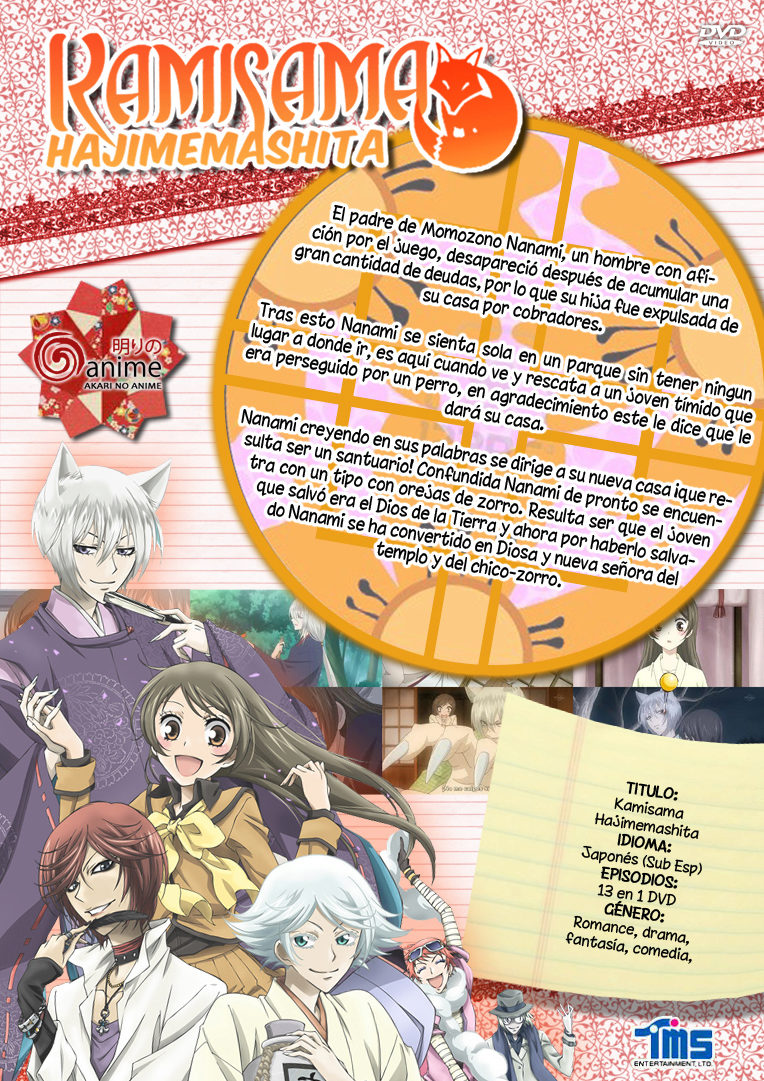 DVD
VIDEO
KAMISAMA
HAJIMEMASHITA
El padre de Momozono Nanami, un hombre con afi-
ción por el juego, desapareció después de acumular una
gran cantidad de deudas, por lo que su hija fue expulsada de
su casa por cobradores.
Tras esto Nanami se sienta sola en un parque sin tener ningun
lugar a donde ir, es aqui cuando ve y rescata a un joven tímido que
era perseguido por un perro, en agradecimiento este le dice que le
dará su casa.
Nanami creyendo en sus palabras se dirige a su nueva casa ¡que re-
sulta ser un santuario! Confundida Nanami de pronto se encuen-
tra con un tipo con orejas de zorro. Resulta ser que el joven
que salvó era el Dios de la Tierra y ahora por haberlo salva-
do Nanami se ha convertido en Diosa y nueva señora del
templo y del chico-zorro.
明りの
anime
AKARI NO ANIME
TITULO:
Kamisama
Hajimemashita
IDIOMA:
Japonés (Sub Esp)
EPISODIOS:
13 en 1 DVD
GÉNERO:
Romance, drama,
fantasía, comedia,
TMS
ENTERTAINMENT, LTD.